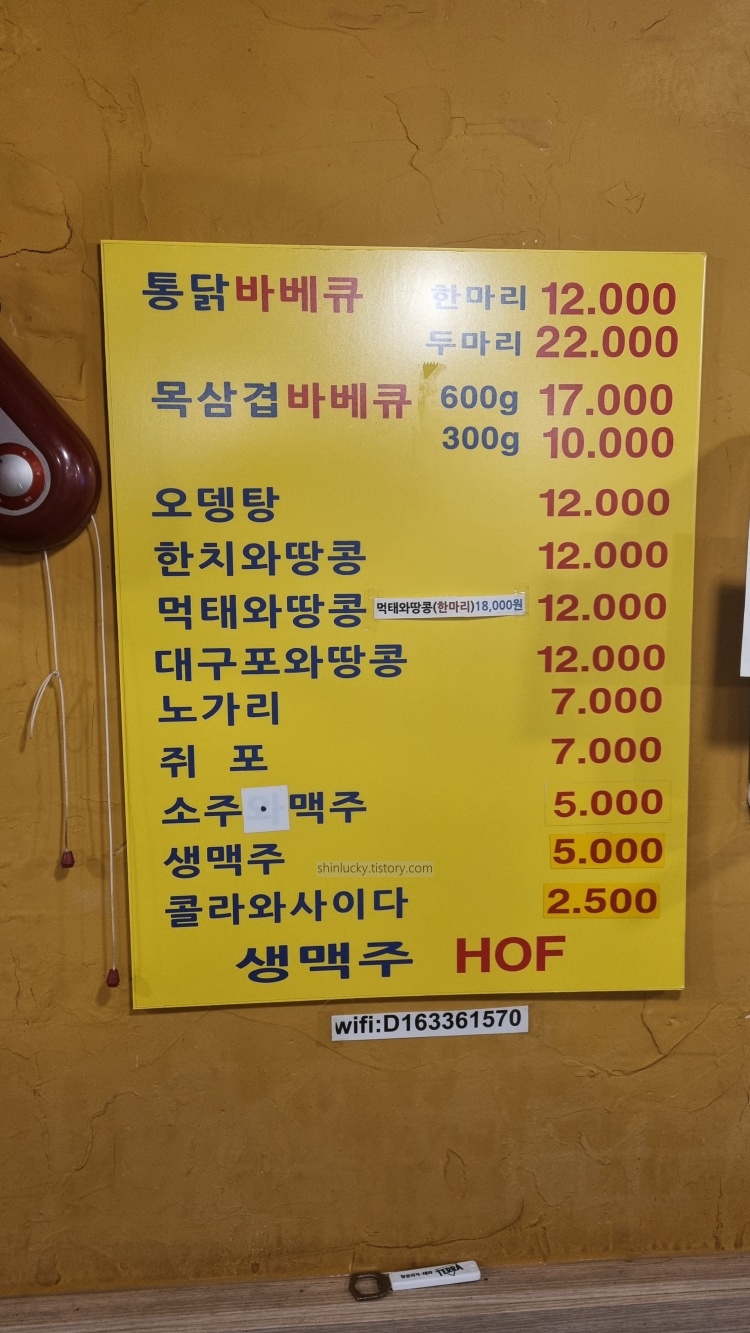 통닭바베큐 한마리 12.000
두마리 22.000
목삼겹바베큐 600g 17.000
300g 10.000
오뎅탕 12.000
한치와땅콩 12.000
먹태와땅콩 먹태와땅콩(한마리)18,000원 12.000
대구포와땅콩 12.000
노가리 7.000
쥐 포 7.000
소주·맥주 5.000
생맥주 5.000
shinlucky.tistory.com
콜라와사이다 2.500
생맥주 HOF
wifi:D163361570
TERRA